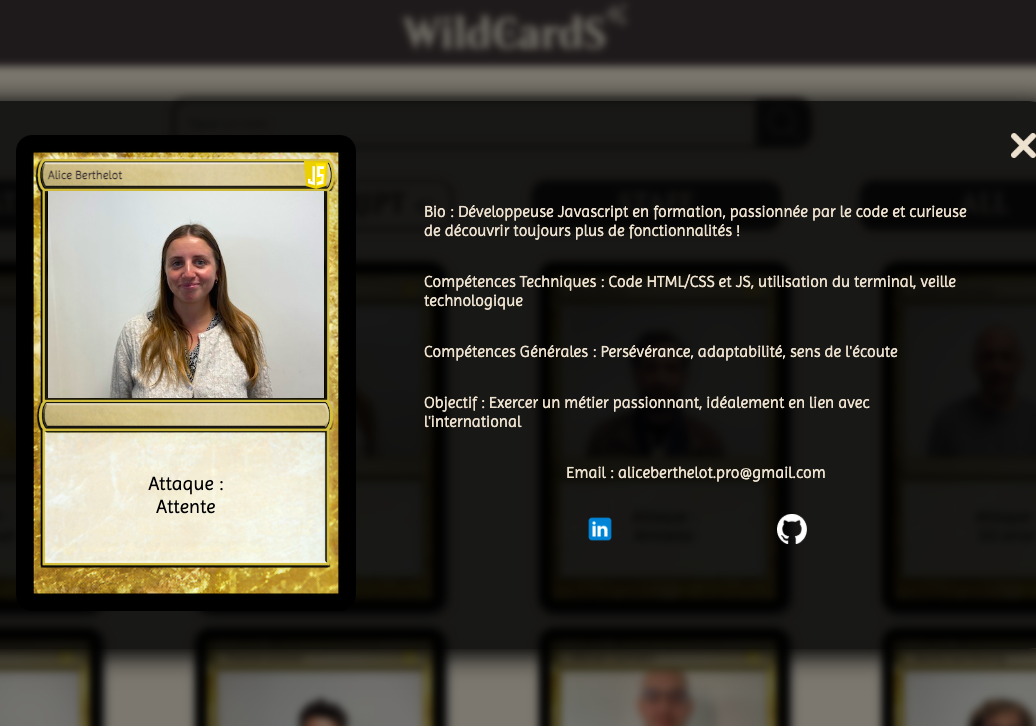 WildCardS
Alice Berthelot
JS
Bio : Développeuse Javascript en formation, passionnée par le code et curieuse
de découvrir toujours plus de fonctionnalités !
Compétences Techniques : Code HTML/CSS et JS, utilisation du terminal, veille
technologique
Compétences Générales : Persévérance, adaptabilité, sens de l'écoute
Objectif : Exercer un métier passionnant, idéalement en lien avec
l'international
Attaque :
Attente
Email : aliceberthelot.pro@gmail.com
in